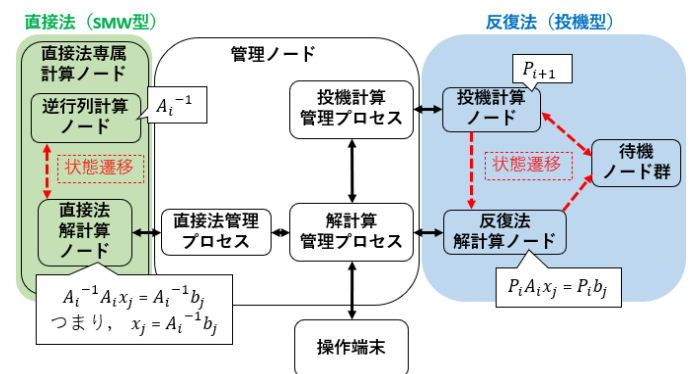 直接法（SMW型）
直接法専属
計算ノード
逆行列計算
ノード
A_i^{-1}
状態遷移
直接法
解計算
ノード
A_i^{-1}A_i x_j = A_i^{-1}b_j
つまり， x_j = A_i^{-1}b_j
管理ノード
投機計算
管理プロセス
直接法管理
プロセス
解計算
管理プロセス
操作端末
反復法（投機型）
P_{i+1}
投機計算
ノード
状態遷移
待機
ノード群
反復法
解計算ノード
P_i A_i x_j = P_i b_j